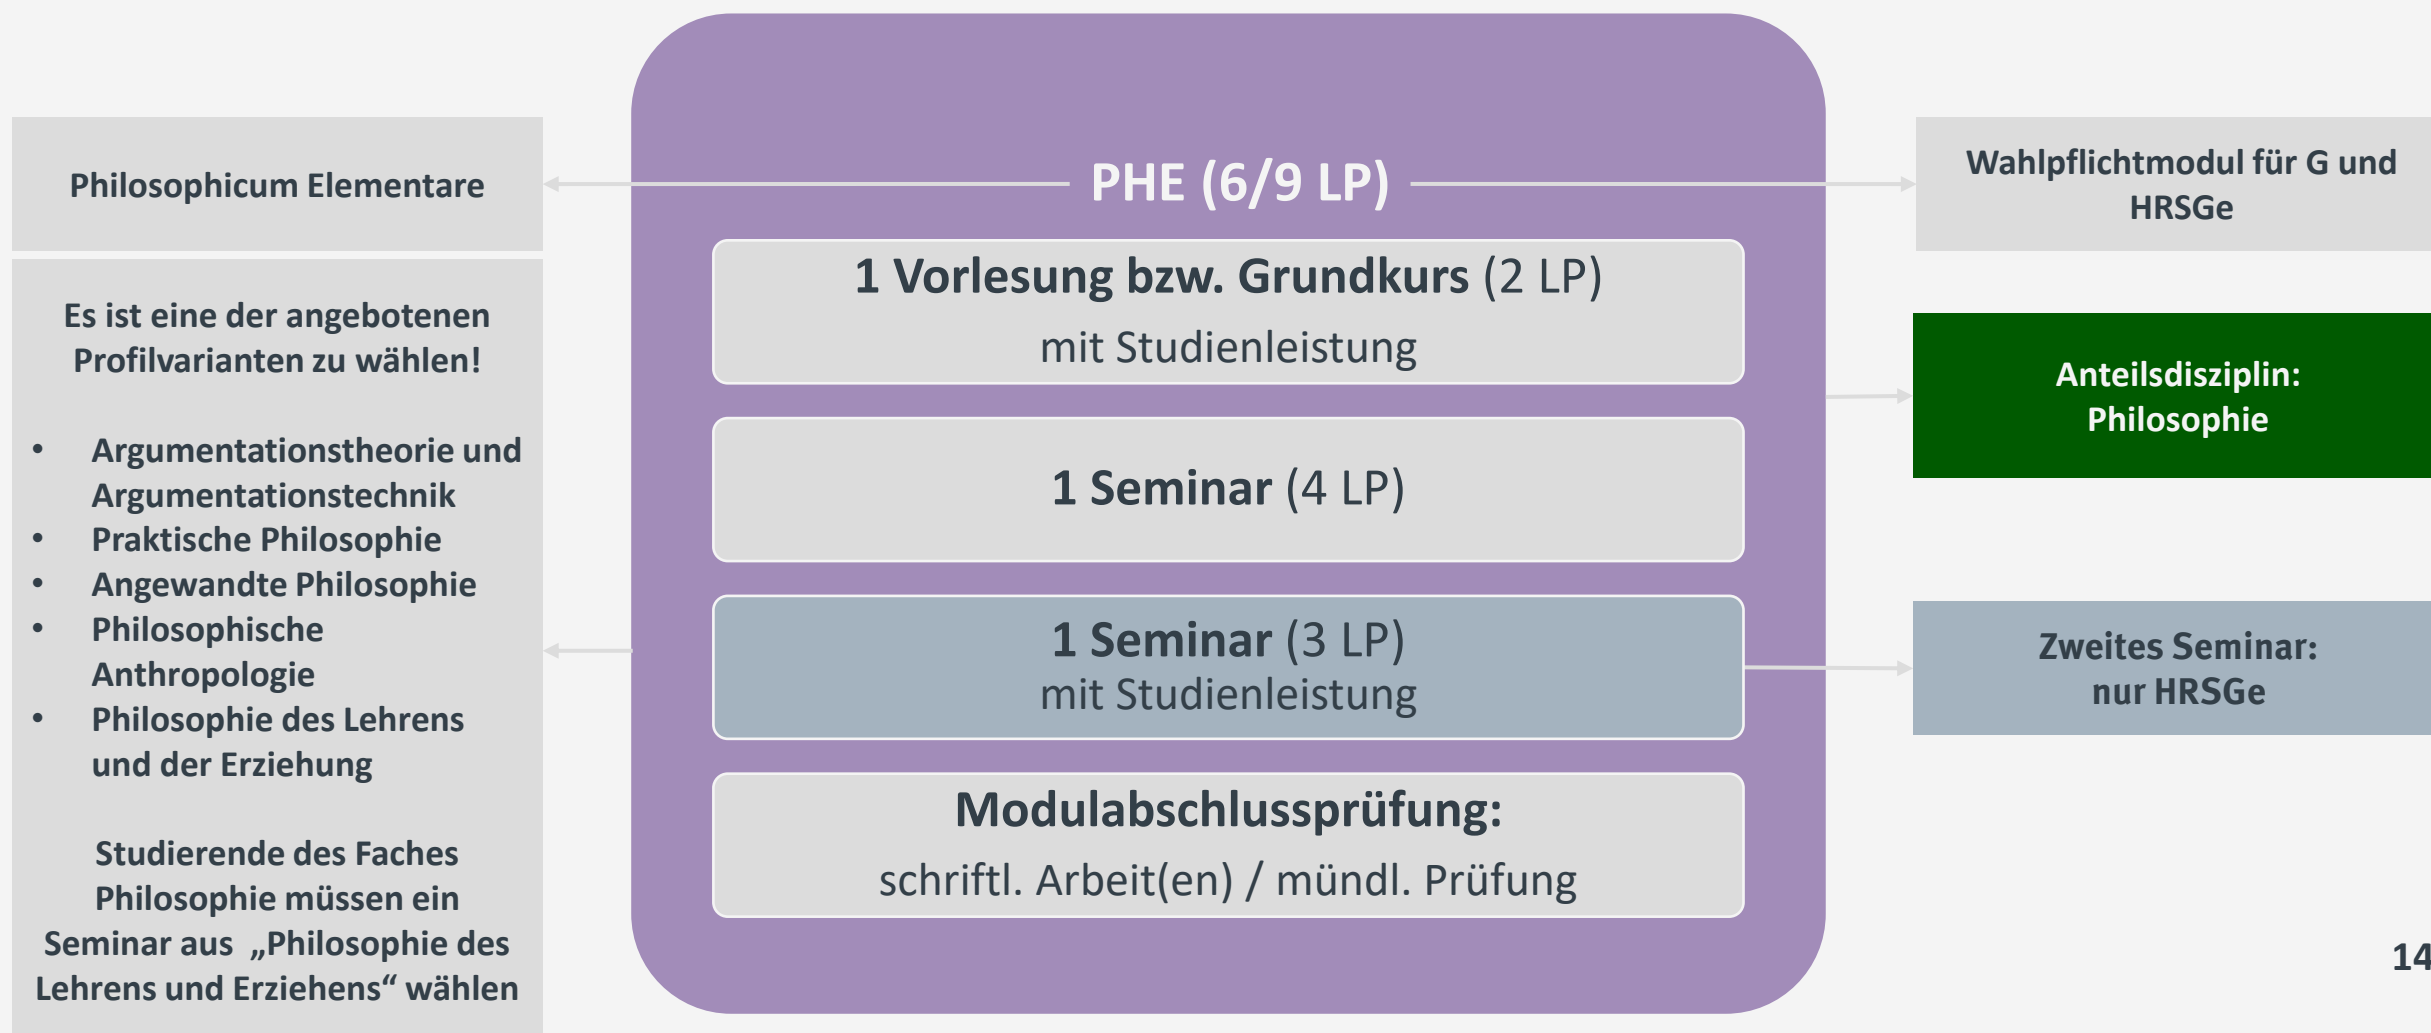 Philosophicum Elementare
Es ist eine der angebotenen
Profilvarianten zu wählen!
• Argumentationstheorie und
Argumentationstechnik
• Praktische Philosophie
• Angewandte Philosophie
• Philosophische
Anthropologie
• Philosophie des Lehrens
und der Erziehung
Studierende des Faches
Philosophie müssen ein
Seminar aus „Philosophie des
Lehrens und Erziehens“ wählen
PHE (6/9 LP)
1 Vorlesung bzw. Grundkurs (2 LP)
mit Studienleistung
1 Seminar (4 LP)
1 Seminar (3 LP)
mit Studienleistung
Modulabschlussprüfung:
schriftl. Arbeit(en) / mündl. Prüfung
Wahlpflichtmodul für G und
HRSGe
Anteilsdisziplin:
Philosophie
Zweites Seminar:
nur HRSGe
14